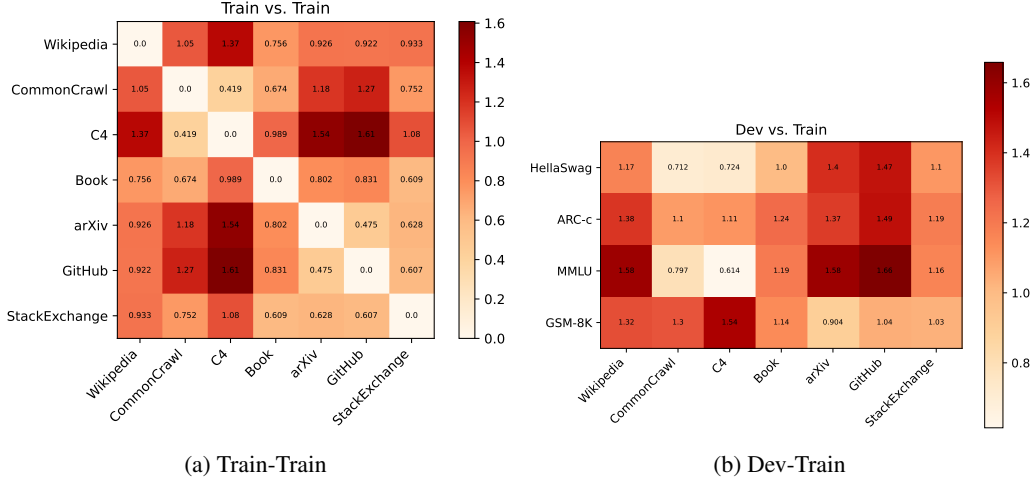 Train vs. Train
Wikipedia 0.0 1.05 1.37 0.756 0.926 0.922 0.933
CommonCrawl 1.05 0.0 0.419 0.674 1.18 1.27 0.752
C4 1.37 0.419 0.0 0.989 1.54 1.61 1.08
Book 0.756 0.674 0.989 0.0 0.802 0.831 0.609
arXiv 0.926 1.18 1.54 0.802 0.0 0.475 0.628
GitHub 0.922 1.27 1.61 0.831 0.475 0.0 0.607
StackExchange 0.933 0.752 1.08 0.609 0.628 0.607 0.0
Wikipedia CommonCrawl C4 Book arXiv GitHub StackExchange
1.6
1.4
1.2
1.0
0.8
0.6
0.4
0.2
0.0
(a) Train-Train
Dev vs. Train
HellaSwag 1.17 0.712 0.724 1.0 1.4 1.47 1.1
ARC-c 1.38 1.1 1.11 1.24 1.37 1.49 1.19
MMLU 1.58 0.797 0.614 1.19 1.58 1.66 1.16
GSM-8K 1.32 1.3 1.54 1.14 0.904 1.04 1.03
Wikipedia CommonCrawl C4 Book arXiv GitHub StackExchange
1.6
1.4
1.2
1.0
0.8
(b) Dev-Train